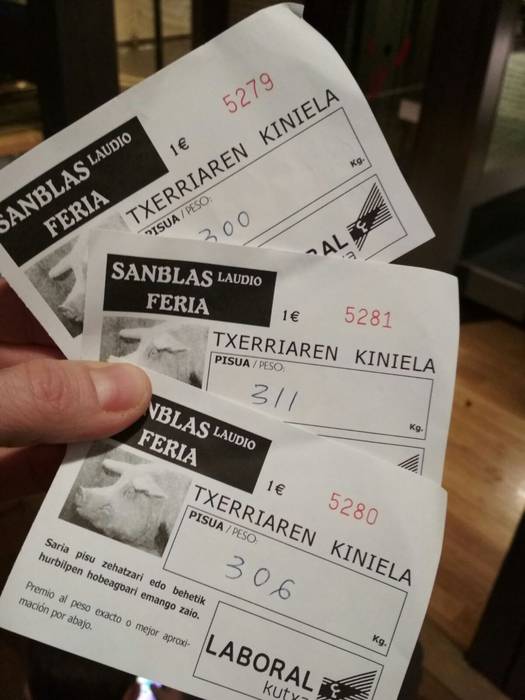 SANBLAS LAUDIO
FERIA
1€
5279
TXERRIAREN KINIELA
PISUA / PESO:
300
Kg.
SANBLAS LAUDIO
FERIA
1€
5281
TXERRIAREN KINIELA
PISUA / PESO:
311
Kg.
FERIA
LAUDIO
1€
5280
TXERRIAREN KINIELA
PISUA / PESO:
306
Kg.
Saria pisu zehatzari edo behetik
hurbilpen hobeagoari emango zaio.
Premio al peso exacto o mejor aproxi-
mación por abajo.
LABORAL
kutxa